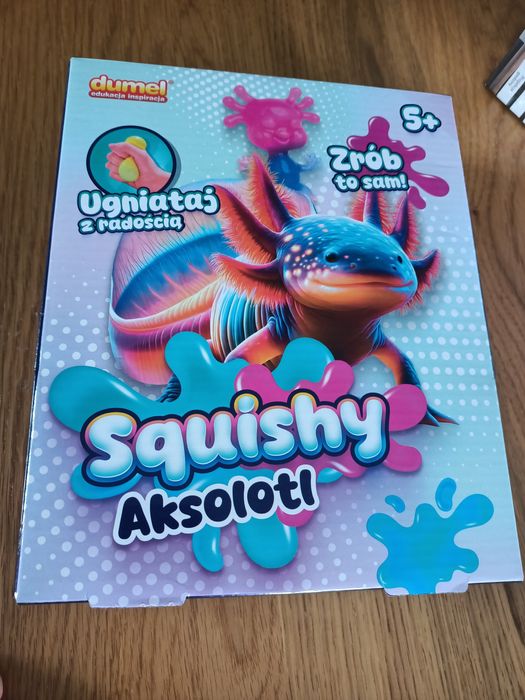 dumel®
edukacja inspiracja
5+
Zrób
to sam!
Ugniataj
z radością
Squishy
Aksolotl